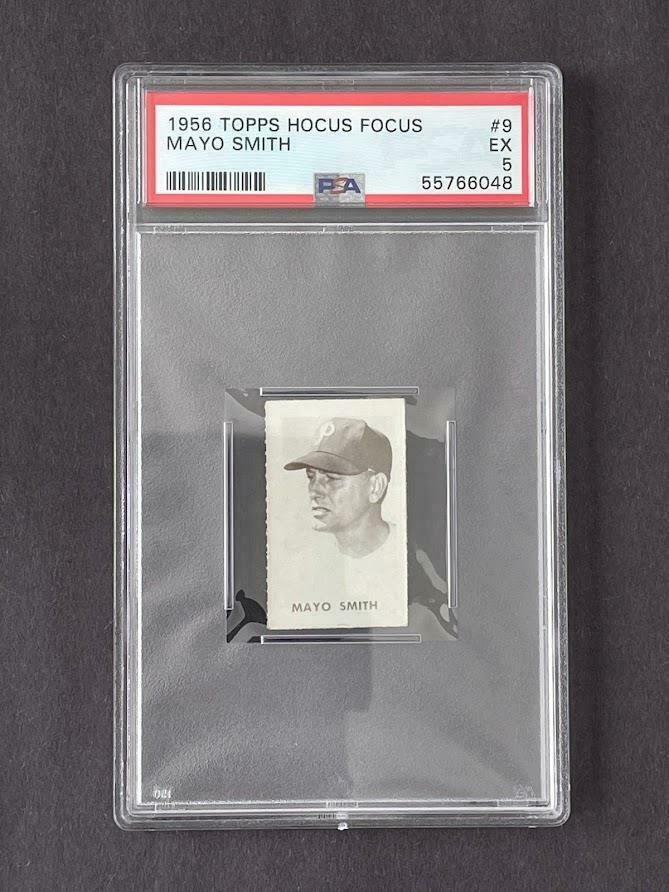 1956 TOPPS HOCUS FOCUS #9
MAYO SMITH EX
5
PSA 55766048
P
MAYO SMITH